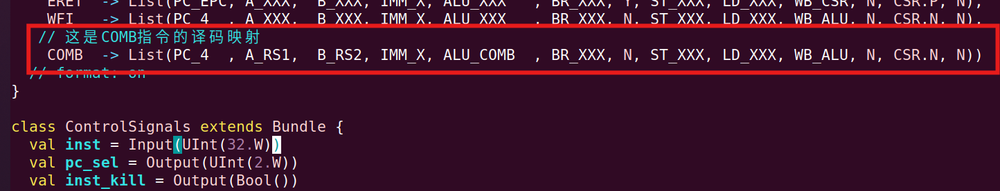 ERET -> List(PC_EPC, A_XXX, B_XXX, IMM_X, ALU_XXX , BR_XXX, Y, ST_XXX, LD_XXX, WB_CSR, N, CSR.P, N),
WFI -> List(PC_4 , A_XXX, B_XXX, IMM_X, ALU_XXX , BR_XXX, N, ST_XXX, LD_XXX, WB_ALU, N, CSR.N, N),
// 这是COMB指令的译码映射
COMB -> List(PC_4 , A_RS1, B_RS2, IMM_X, ALU_COMB , BR_XXX, N, ST_XXX, LD_XXX, WB_ALU, N, CSR.N, N))
// format: on
}
class ControlSignals extends Bundle {
val inst = Input(UInt(32.W))
val pc_sel = Output(UInt(2.W))
val inst_kill = Output(Bool())